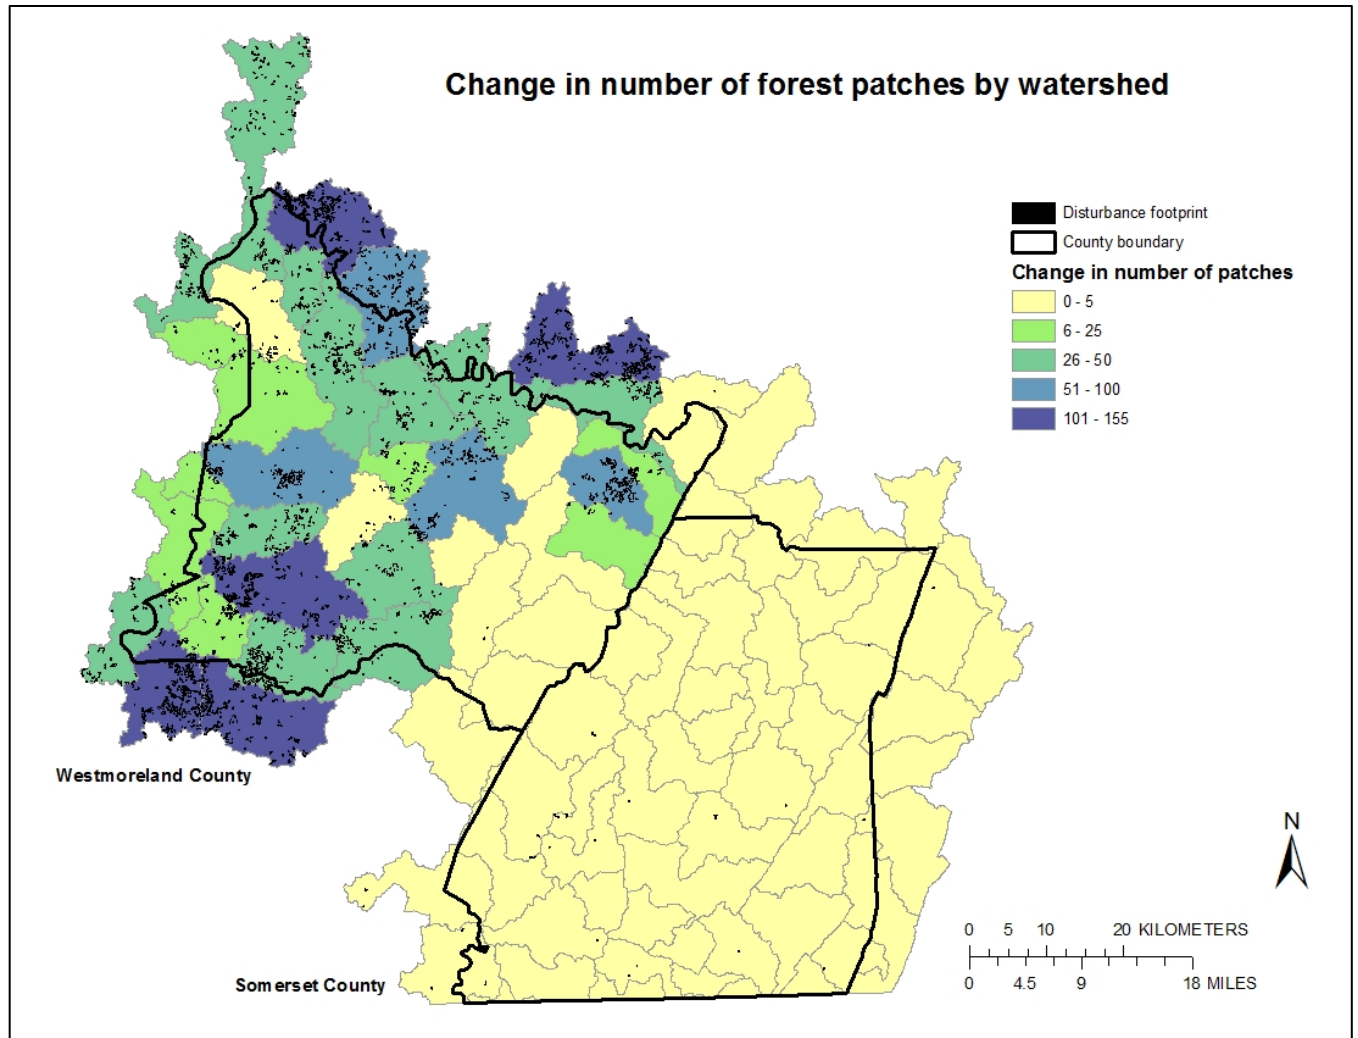 Change in number of forest patches by watershed
Disturbance footprint
County boundary
Change in number of patches
0 - 5
6 - 25
26 - 50
51 - 100
101 - 155
Westmoreland County
Somerset County
N
0 5 10 20 KILOMETERS
0 4.5 9 18 MILES